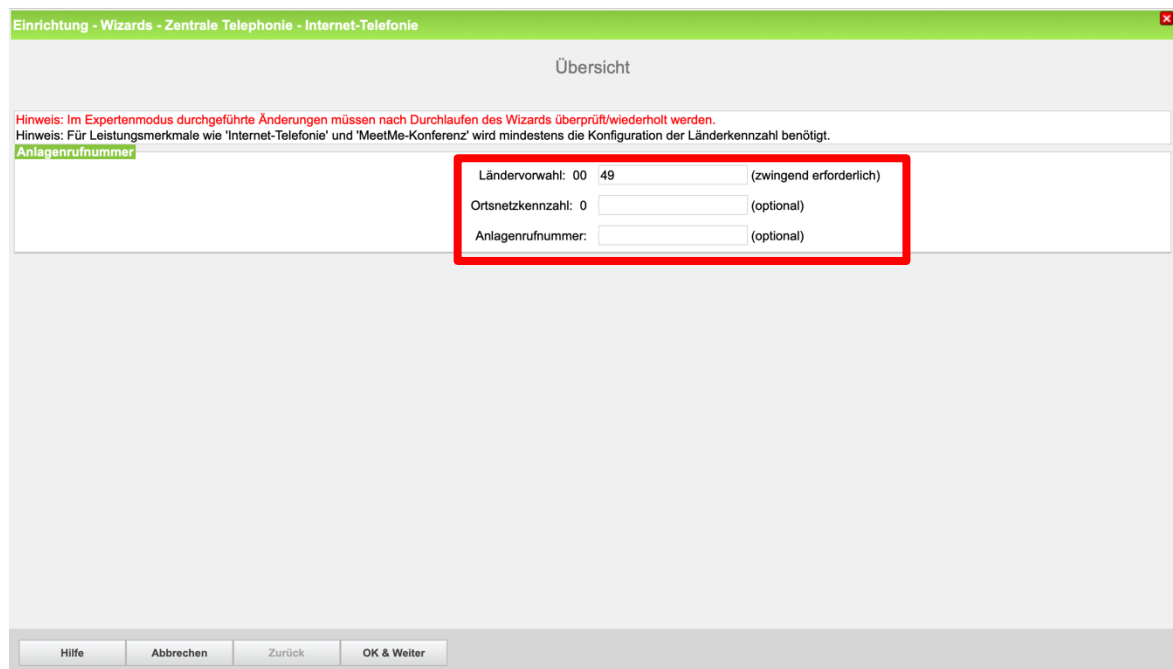 Einrichtung - Wizards - Zentrale Telephonie - Internet-Telefonie
Übersicht
Hinweis: Im Expertenmodus durchgeführte Änderungen müssen nach Durchlaufen des Wizards überprüft/wiederholt werden.
Hinweis: Für Leistungsmerkmale wie 'Internet-Telefonie' und 'MeetMe-Konferenz' wird mindestens die Konfiguration der Länderkennzahl benötigt.
Anlagenrufnummer
Ländervorwahl: 00 49 (zwingend erforderlich)
Ortsnetzkennzahl: 0 (optional)
Anlagenrufnummer: (optional)
Hilfe Abbrechen Zurück OK & Weiter